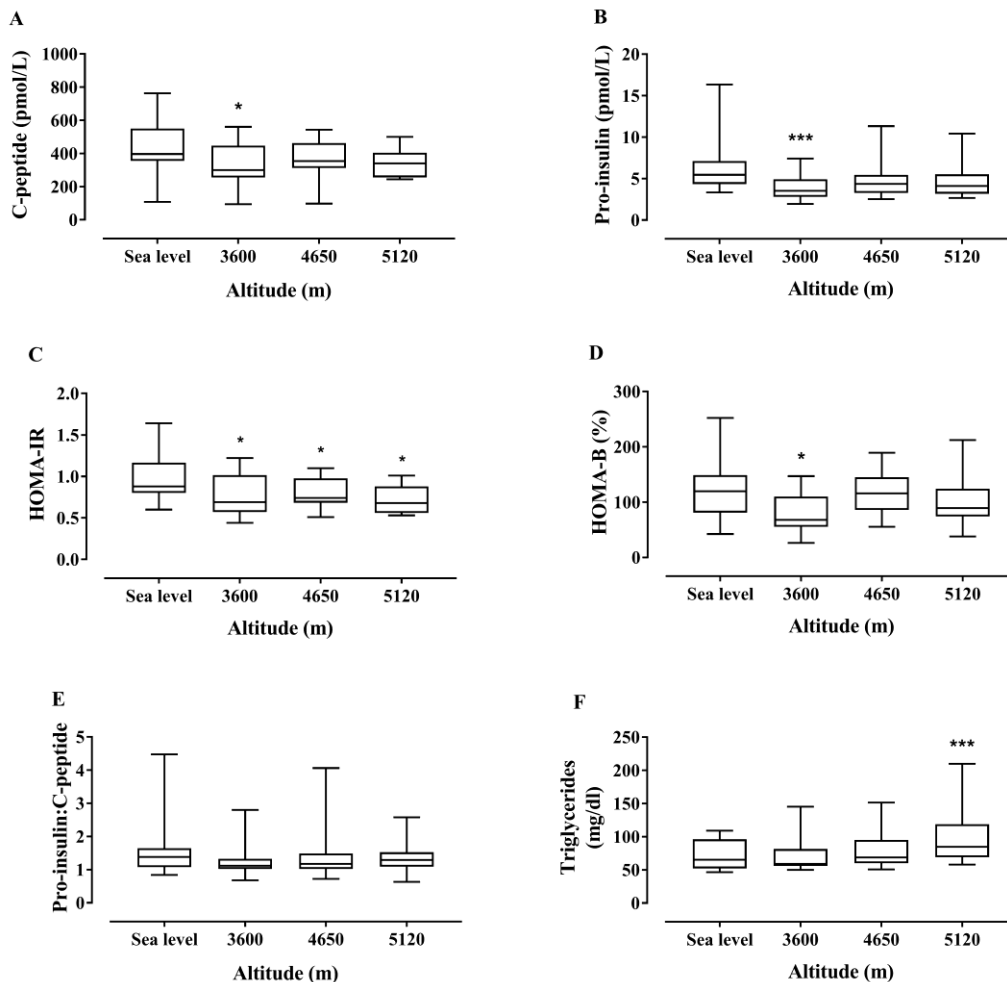 A
C-peptide (pmol/L)
1000
800
600
400
200
0
*
Sea level 3600 4650 5120
Altitude (m)
B
Pro-insulin (pmol/L)
20
15
10
5
0
***
Sea level 3600 4650 5120
Altitude (m)
C
HOMA-IR
2.0
1.5
1.0
0.5
0.0
* * *
Sea level 3600 4650 5120
Altitude (m)
D
HOMA-B (%)
300
200
100
0
*
Sea level 3600 4650 5120
Altitude (m)
E
Pro-insulin:C-peptide
5
4
3
2
1
0
Sea level 3600 4650 5120
Altitude (m)
F
Triglycerides
(mg/dl)
250
200
150
100
50
0
***
Sea level 3600 4650 5120
Altitude (m)